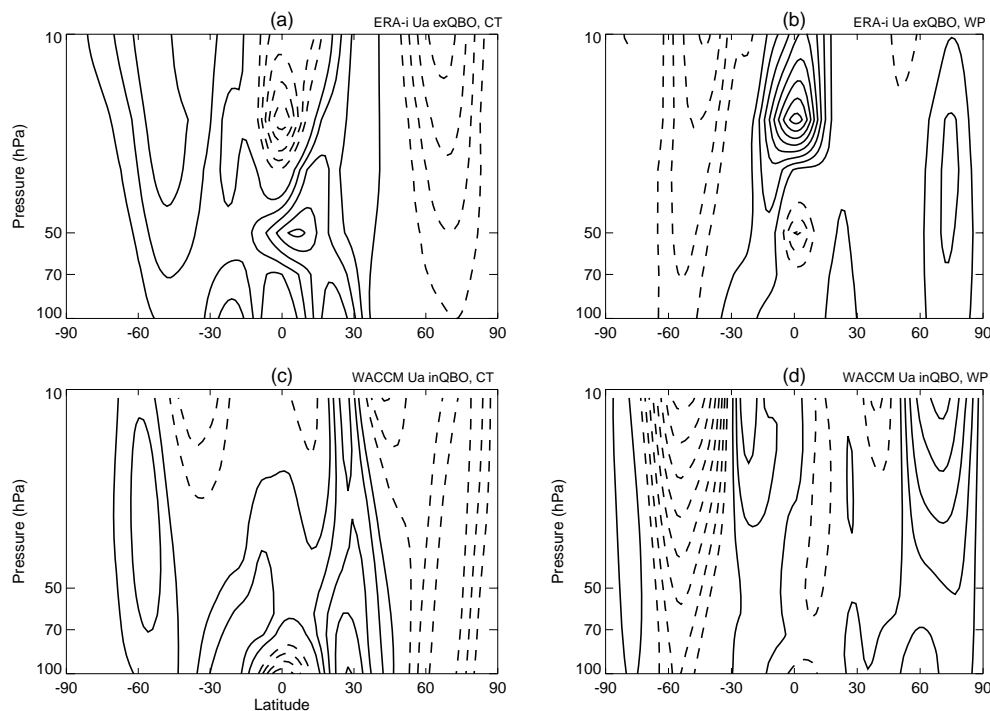 (a) ERA-i Ua exQBO, CT
10
50
70
100
Pressure (hPa)
-90 -60 -30 0 30 60 90
(b) ERA-i Ua exQBO, WP
10
50
70
100
-90 -60 -30 0 30 60 90
(c) WACCM Ua inQBO, CT
10
50
70
100
Pressure (hPa)
-90 -60 -30 0 30 60 90
Latitude
(d) WACCM Ua inQBO, WP
10
50
70
100
Pressure (hPa)
-90 -60 -30 0 30 60 90